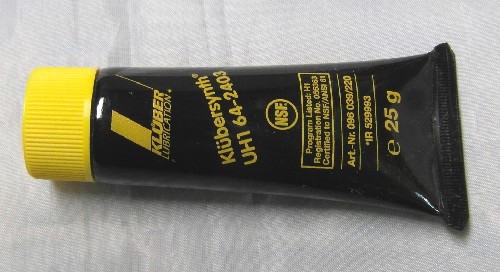 KLÜBER
LUBRICATION
Klübersynth®
UH1 64-2403
NSF.
Program Listed: H1
Registration No. 056363
Certified to NSF/ANSI 61
Art.-Nr. 096 039/220
*IR 529993
e 25 g